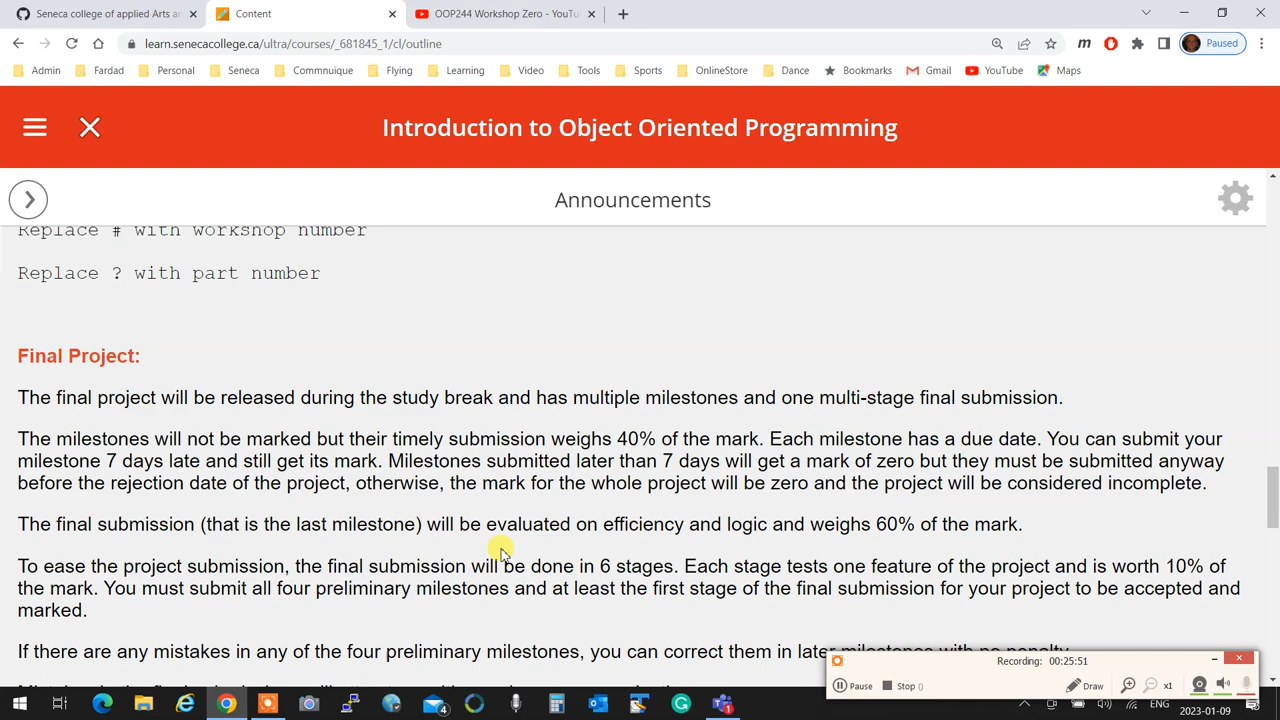 Seneca college of applied Arts an
Content
OOP244 Workshop Zero - YouTu
learn.senecacollege.ca/ultra/courses/_681845_1/cl/outline
Paused
Admin
Fardad
Personal
Seneca
Commnuique
Flying
Learning
Vids
Tools
Sports
OnlineStore
Dance
Bookmarks
Gmail
YouTube
Maps
Introduction to Object Oriented Programming
Announcements
Replace # with workshop number
Replace ? with part number
Final Project:
The final project will be released during the study break and has multiple milestones and one multi-stage final submission.
The milestones will not be marked but their timely submission weighs 40% of the mark. Each milestone has a due date. You can submit your
milestone 7 days late and still get its mark. Milestones submitted later than 7 days will get a mark of zero but they must be submitted anyway
before the rejection date of the project, otherwise, the mark for the whole project will be zero and the project will be considered incomplete.
The final submission (that is the last milestone) will be evaluated on efficiency and logic and weighs 60% of the mark.
To ease the project submission, the final submission will be done in 6 stages. Each stage tests one feature of the project and is worth 10% of
the mark. You must submit all four preliminary milestones and at least the first stage of the final submission for your project to be accepted and
marked.
If there are any mistakes in any of the four preliminary milestones, you can correct them in later milestones with no penalty.
Recording: 00:25:51
Pause
Stop
Draw
x1
ENG
2023-01-09